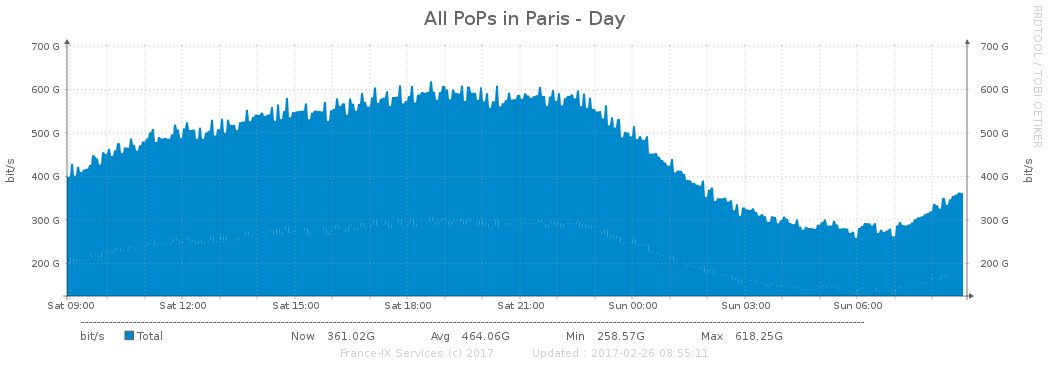 All PoPs in Paris - Day
RRDTOOL / TOBI OETIKER
700 G 700 G
600 G 600 G
500 G 500 G
400 G 400 G
300 G 300 G
200 G 200 G
bit/s
bit/s
Sat 09:00 Sat 12:00 Sat 15:00 Sat 18:00 Sat 21:00 Sun 00:00 Sun 03:00 Sun 06:00
bit/s Total Now 361.02G Avg 464.06G Min 258.57G Max 618.25G
France-IX Services (c) 2017 Updated : 2017-02-26 08:55:11